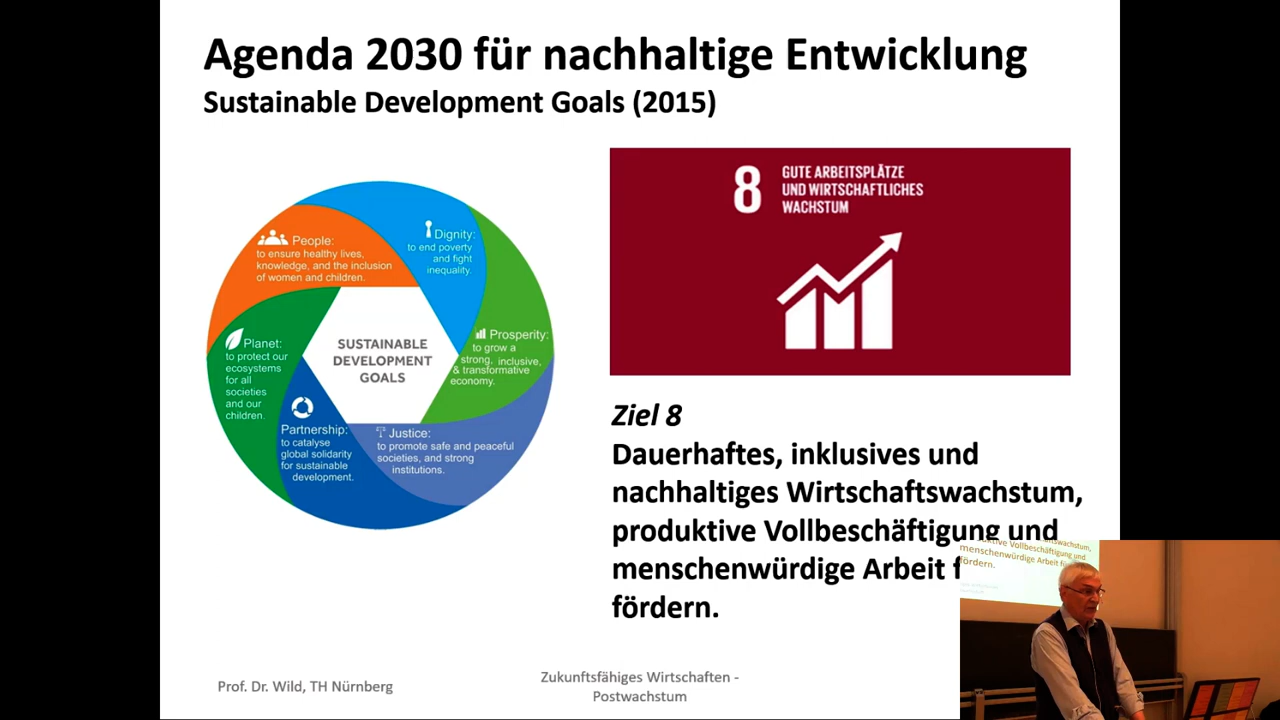 Agenda 2030 für nachhaltige Entwicklung
Sustainable Development Goals (2015)
People:
to ensure healthy lives,
knowledge, and the inclusion
of women and children.
Dignity:
to end poverty
and fight
inequality.
Prosperity:
to grow a
strong, inclusive,
& transformative
economy.
Justice:
to promote safe and peaceful
societies, and strong
institutions.
Partnership:
to catalyse
global solidarity
for sustainable
development.
Planet:
to protect our
ecosystems
for all
societies
and our
children.
SUSTAINABLE
DEVELOPMENT
GOALS
8
GUTE ARBEITSPLÄTZE
UND WIRTSCHAFTLICHES
WACHSTUM
Ziel 8
Dauerhaftes, inklusives und
nachhaltiges Wirtschaftswachstum,
produktive Vollbeschäftigung und
menschenwürdige Arbeit f
fördern.
Prof. Dr. Wild, TH Nürnberg
Zukunftsfähiges Wirtschaften -
Postwachstum
Vollbeschäftigung und
menschenwürdige Arbeit
fördern.